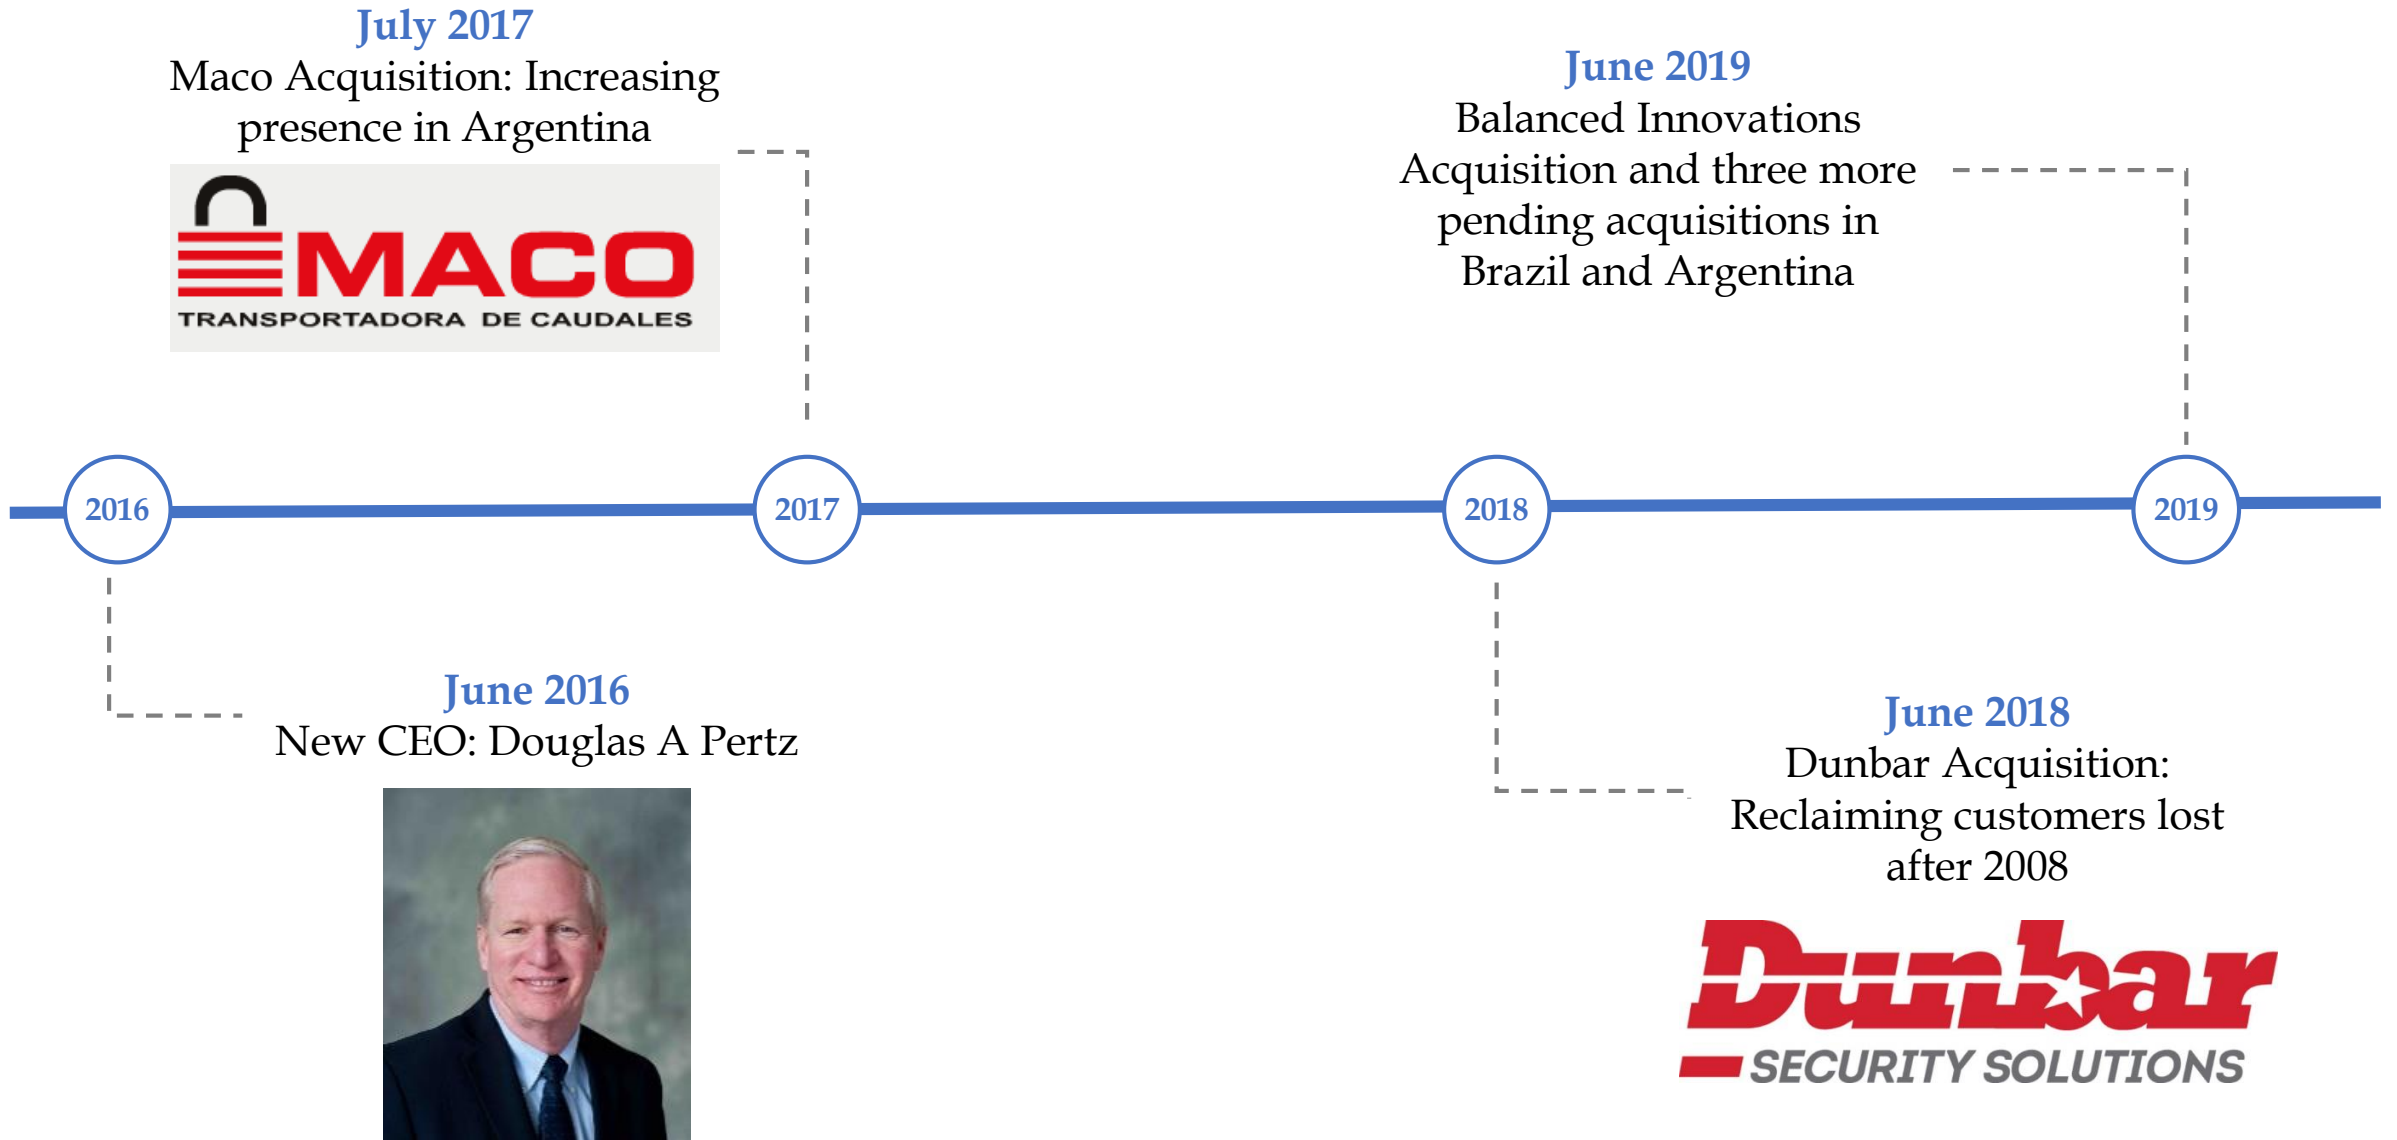 July 2017
Maco Acquisition: Increasing
presence in Argentina
MACO
TRANSPORTADORA DE CAUDALES
June 2019
Balanced Innovations
Acquisition and three more
pending acquisitions in
Brazil and Argentina
2016
2017
2018
2019
June 2016
New CEO: Douglas A Pertz
June 2018
Dunbar Acquisition:
Reclaiming customers lost
after 2008
Dunbar
SECURITY SOLUTIONS